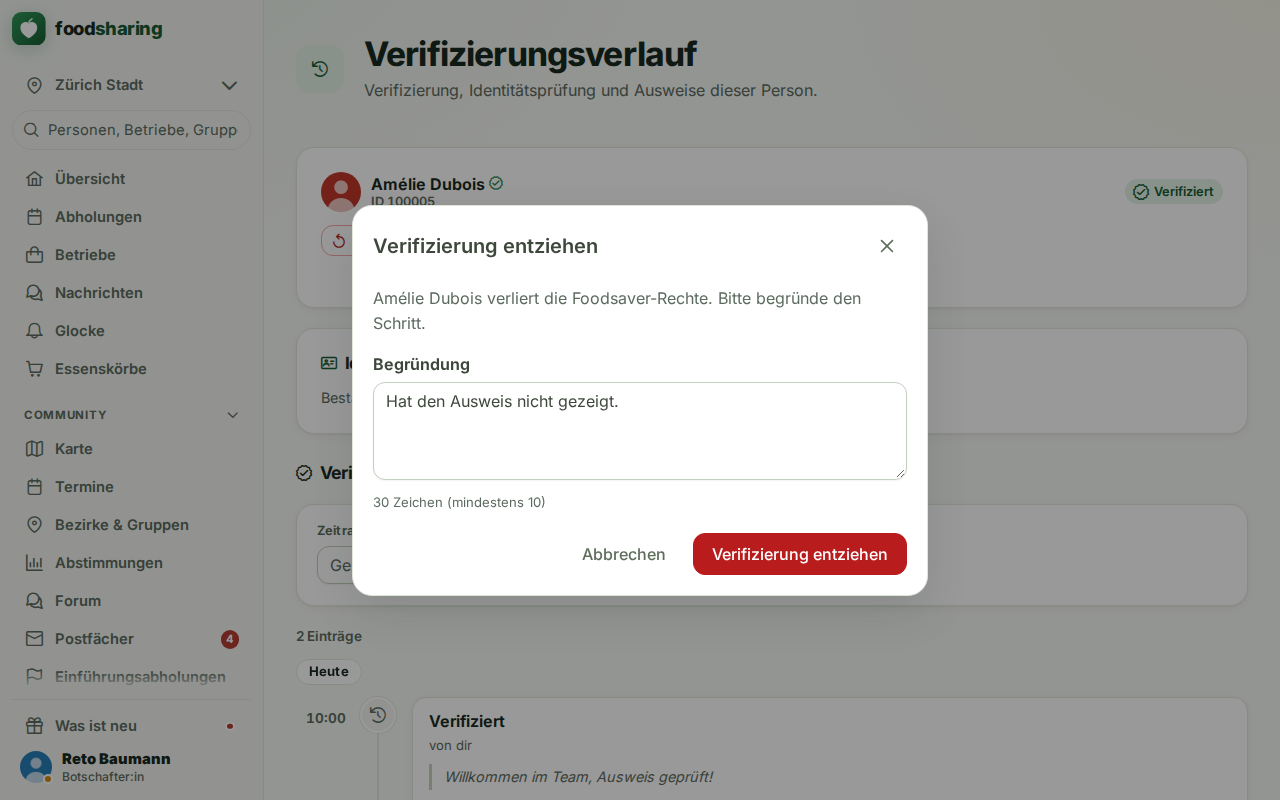 foodsharing
Zürich Stadt
Personen, Betriebe, Grupp
Übersicht
Abholungen
Betriebe
Nachrichten
Glocke
Essenskörbe
COMMUNITY
Karte
Termine
Bezirke & Gruppen
Abstimmungen
Forum
Postfächer
4
Einführungsabholungen
Was ist neu
Reto Baumann
Botschafter:in
Verifizierungsverlauf
Verifizierung, Identitätsprüfung und Ausweise dieser Person.
Amélie Dubois
ID 100005
Verifiziert
Verifizierung entziehen
Amélie Dubois verliert die Foodsaver-Rechte. Bitte begründe den
Schritt.
Begründung
Hat den Ausweis nicht gezeigt.
30 Zeichen (mindestens 10)
Abbrechen
Verifizierung entziehen
2 Einträge
Heute
10:00
Verifiziert
von dir
Willkommen im Team, Ausweis geprüft!